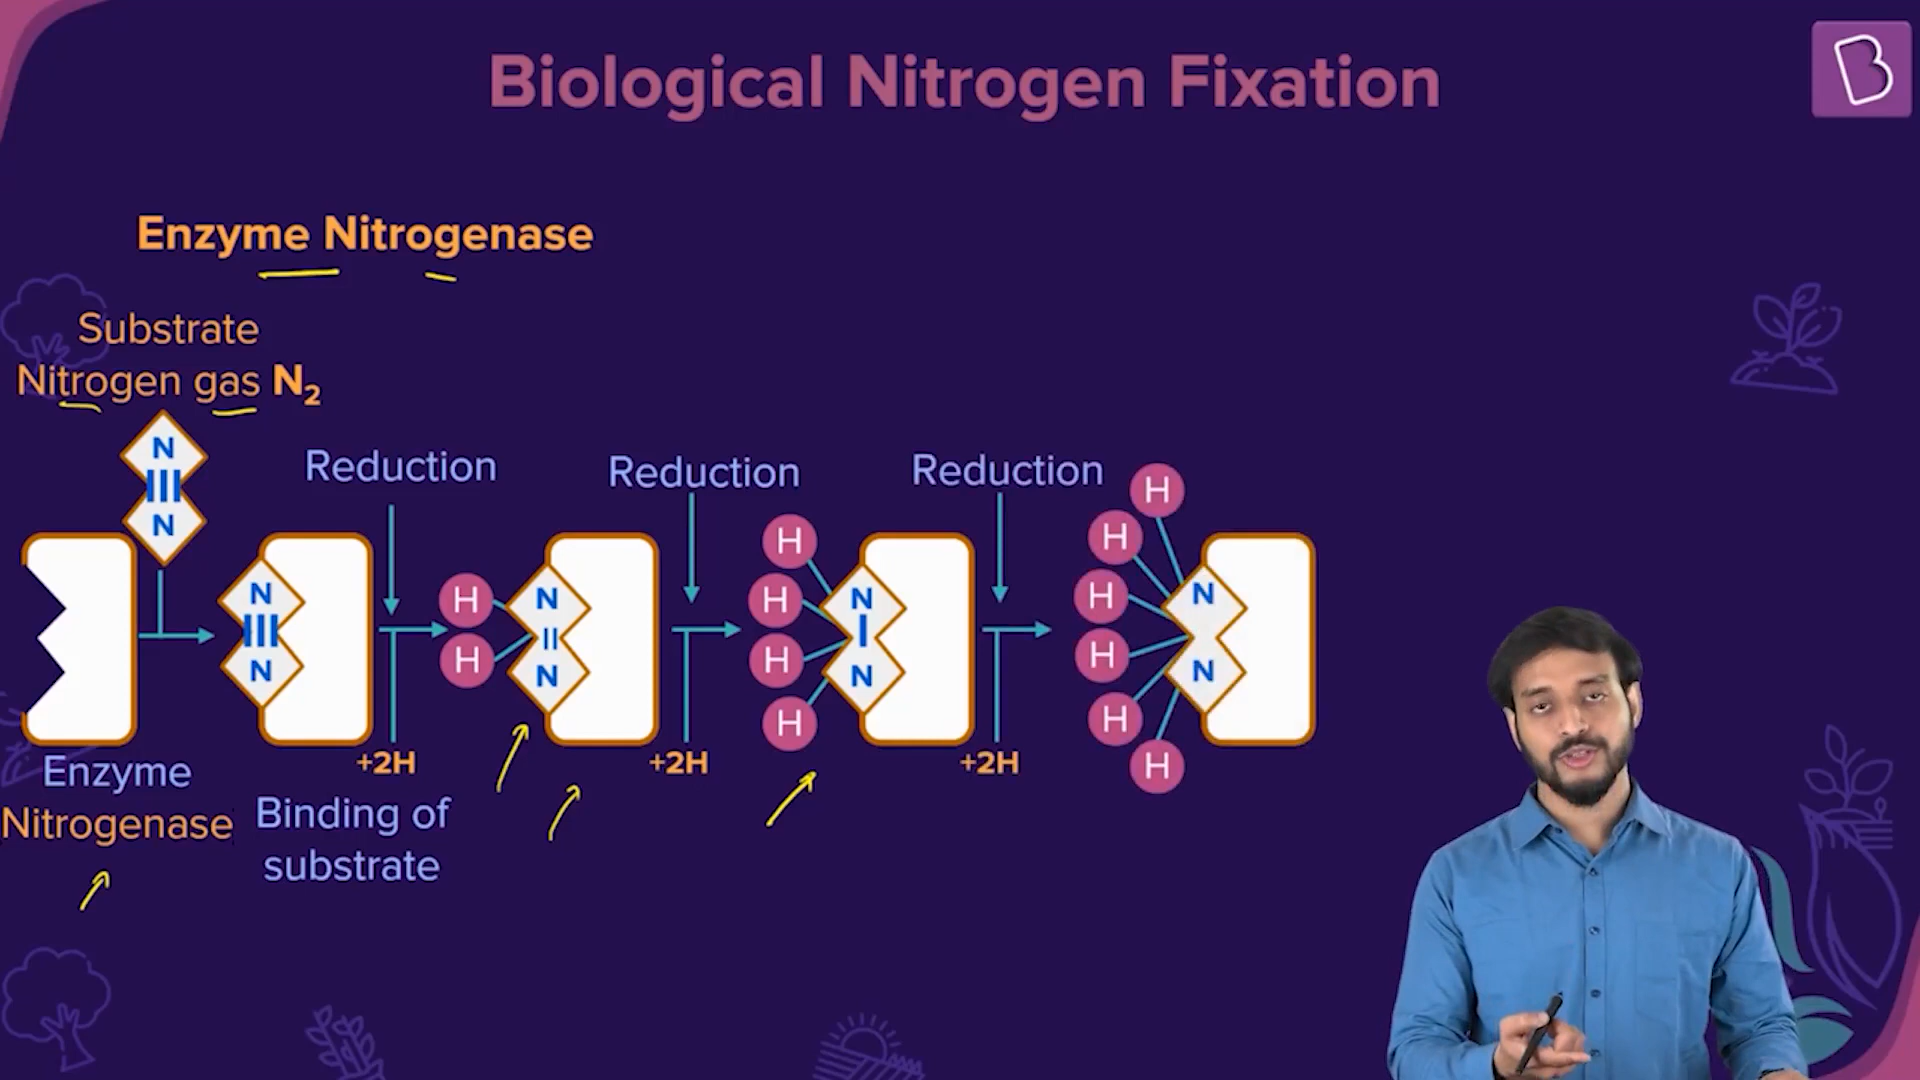 Biological Nitrogen Fixation
B
Enzyme Nitrogenase
Substrate
Nitrogen gas N₂
N
N
Reduction
Reduction
Reduction
N
N
H
H
N
N
H
H
H
H
N
N
H
H
H
H
H
H
N
N
+2H
+2H
+2H
Enzyme
Nitrogenase
Binding of
substrate